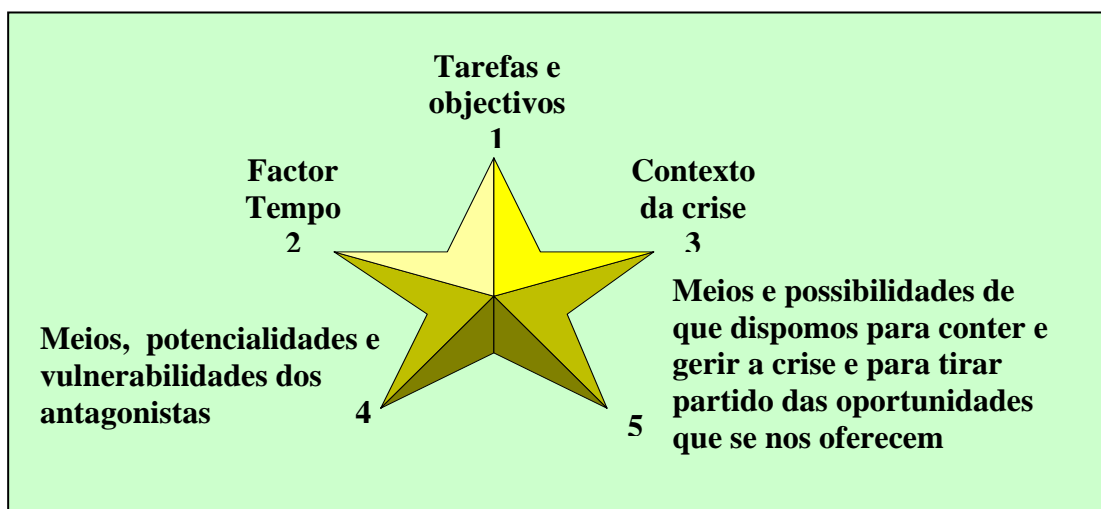 Tarefas e
objectivos
1
Factor
Tempo
2
Contexto
da crise
3
Meios, potencialidades e
vulnerabilidades dos
antagonistas
4
Meios e possibilidades de
que dispomos para conter e
gerir a crise e para tirar
partido das oportunidades
que se nos oferecem
5